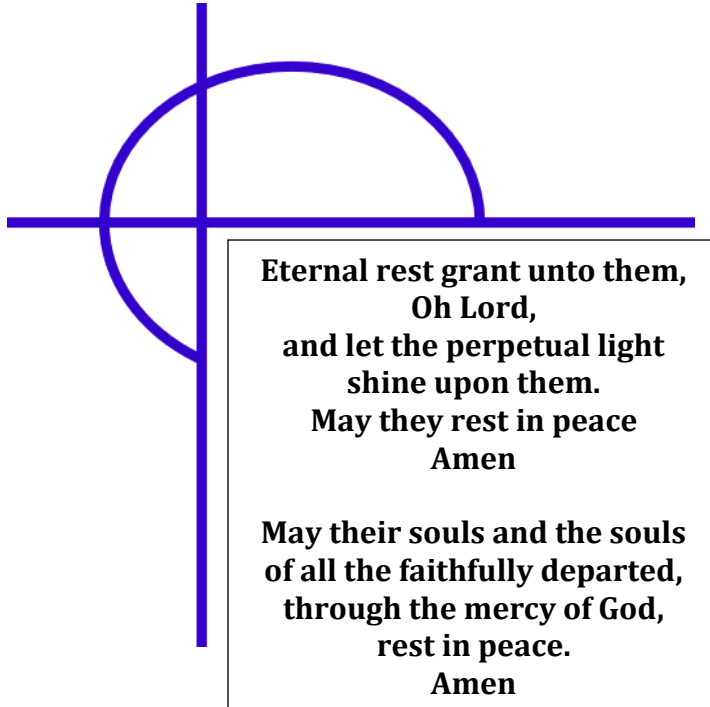 Eternal rest grant unto them,
Oh Lord,
and let the perpetual light
shine upon them.
May they rest in peace
Amen
May their souls and the souls
of all the faithfully departed,
through the mercy of God,
rest in peace.
Amen